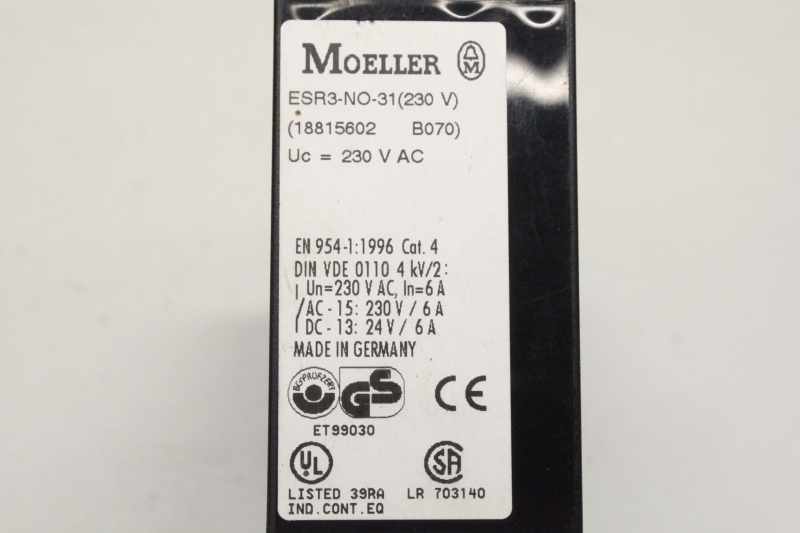 MOELLER M
ESR3-NO-31(230 V)
(18815602 B070)
Uc = 230 V AC
EN 954-1:1996 Cat. 4
DIN VDE 0110 4 kV/2:
Un=230 V AC, In=6 A
AC - 15: 230 V / 6 A
DC - 13: 24 V / 6 A
MADE IN GERMANY
BG-PRÜFZERT
GS
CE
ET99030
UL
SA
LISTED 39RA LR 703140
IND.CONT.EQ